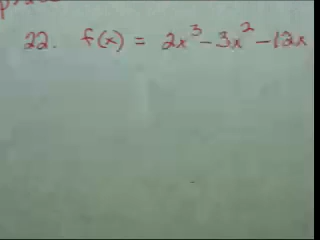 22. f(x) = 2x³ - 3x² - 12x